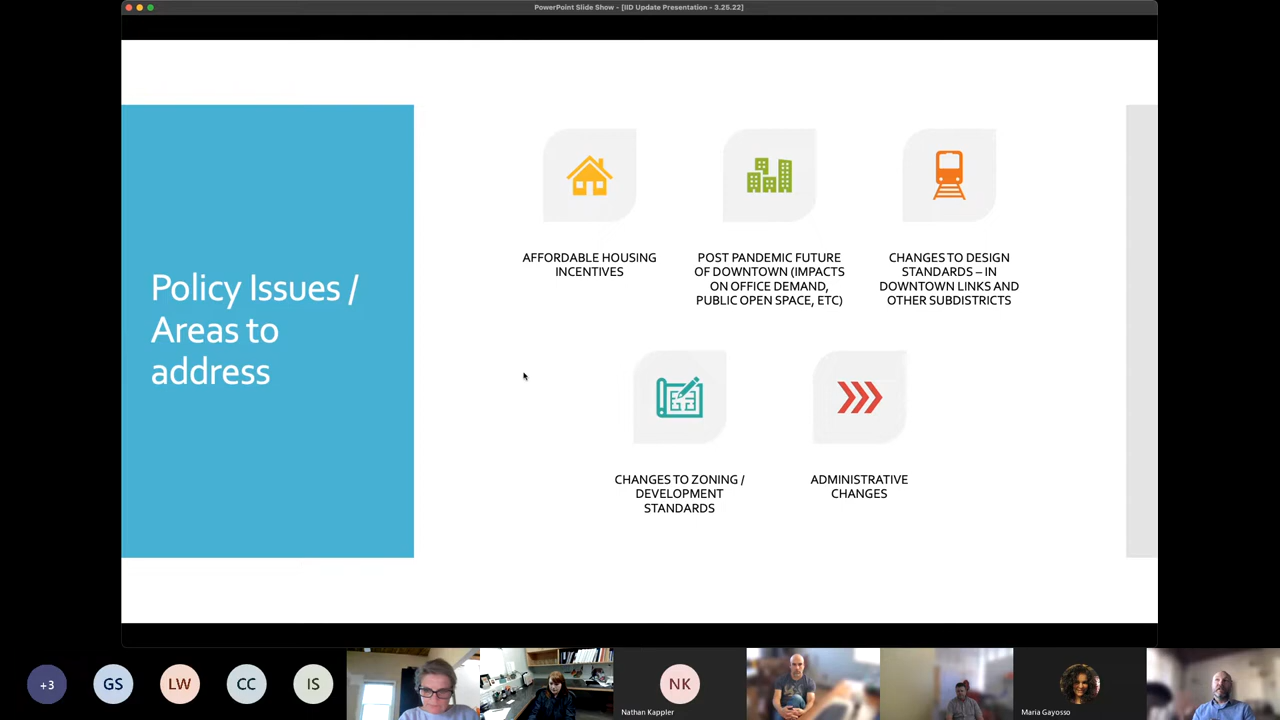 PowerPoint Slide Show - [IID Update Presentation - 3.25.22]
Policy Issues /
Areas to
address
AFFORDABLE HOUSING
INCENTIVES
POST PANDEMIC FUTURE
OF DOWNTOWN (IMPACTS
ON OFFICE DEMAND,
PUBLIC OPEN SPACE, ETC)
CHANGES TO DESIGN
STANDARDS – IN
DOWNTOWN LINKS AND
OTHER SUBDISTRICTS
CHANGES TO ZONING /
DEVELOPMENT
STANDARDS
ADMINISTRATIVE
CHANGES
+3
GS
LW
CC
IS
NK
Nathan Kappler
Maria Gayosso